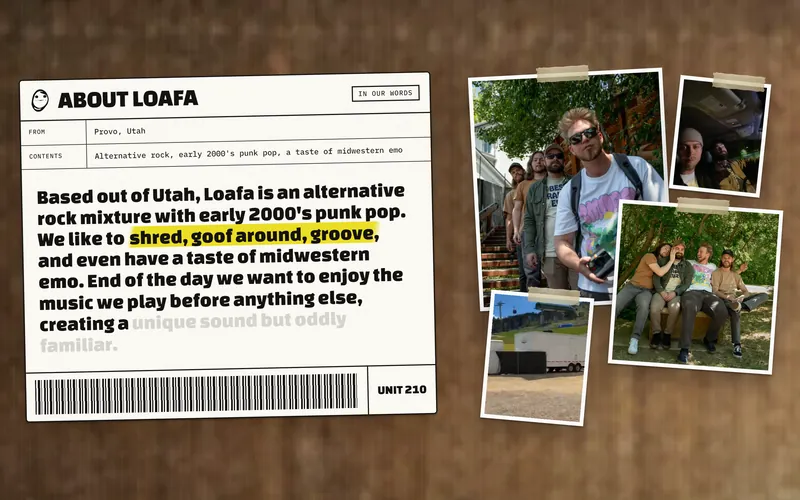 ABOUT LOAFA
IN OUR WORDS
FROM
Provo, Utah
CONTENTS
Alternative rock, early 2000's punk pop, a taste of midwestern emo
Based out of Utah, Loafa is an alternative
rock mixture with early 2000's punk pop.
We like to shred, goof around, groove,
and even have a taste of midwestern
emo. End of the day we want to enjoy the
music we play before anything else,
creating a unique sound but oddly
familiar.
UNIT 210